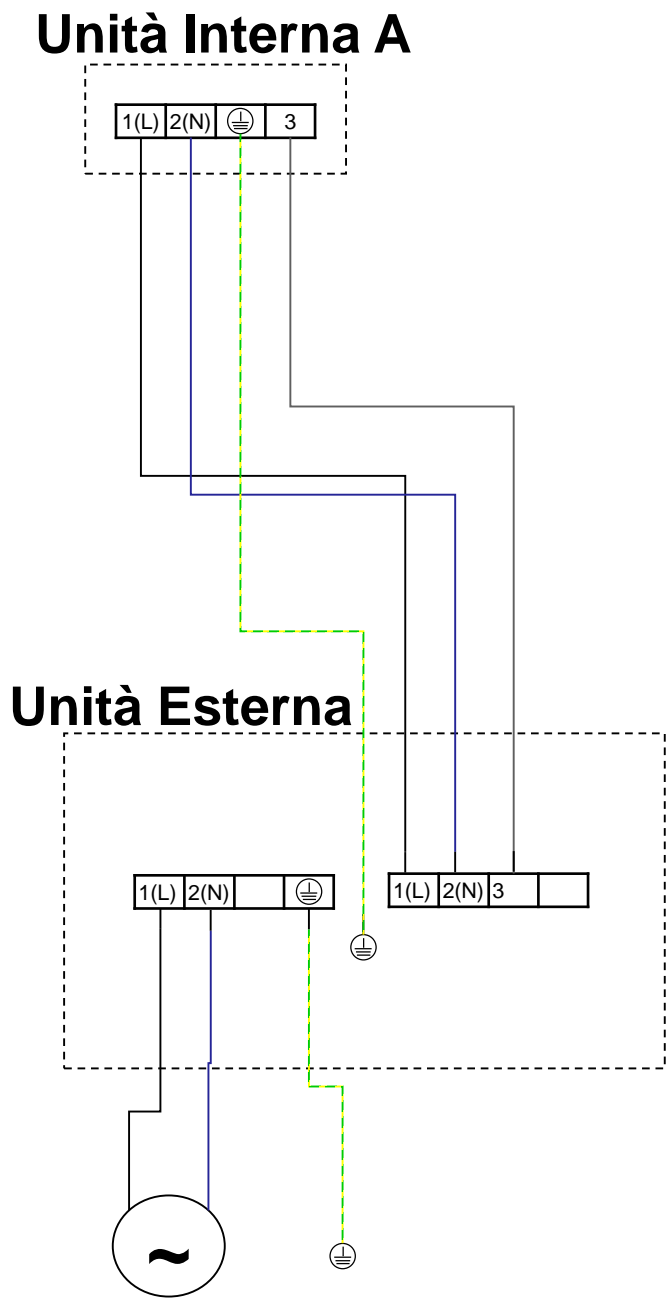 Unità Interna A
1(L) 2(N) 3
Unità Esterna
1(L) 2(N)
1(L) 2(N) 3
~